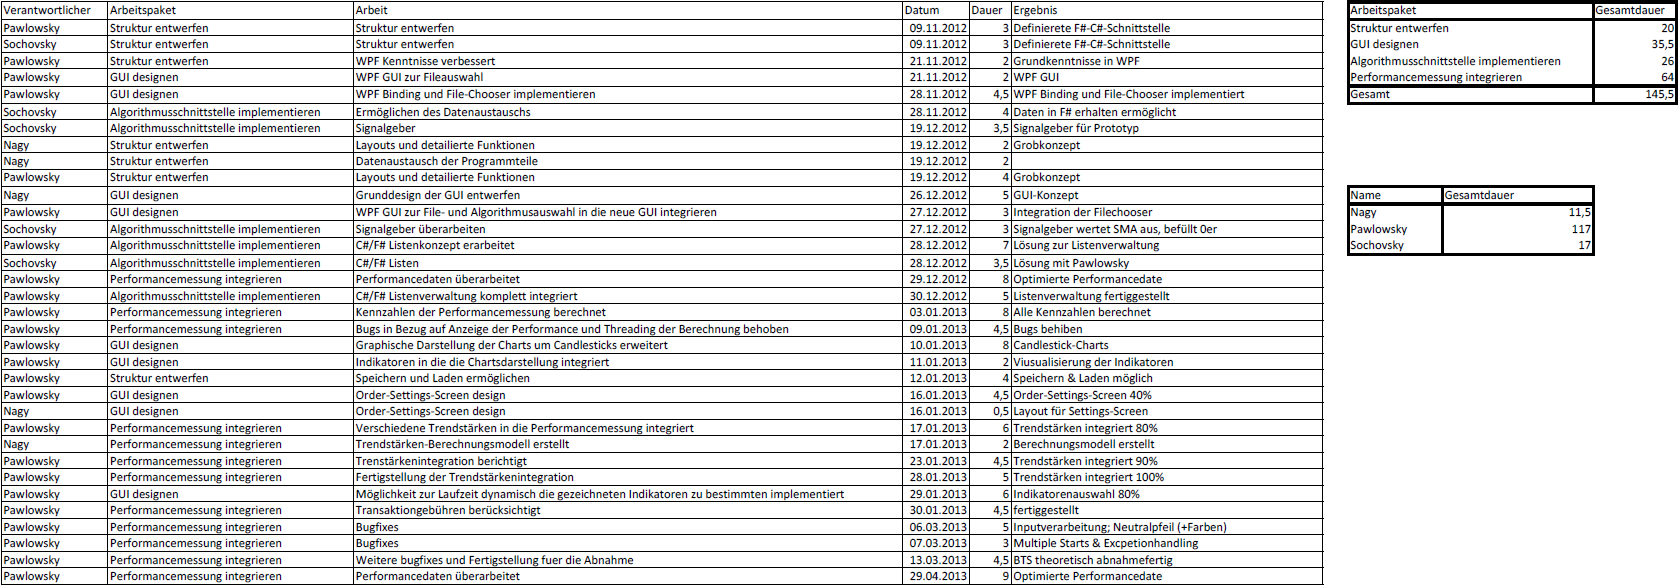 Verantwortlicher Arbeitspaket Arbeit Datum Dauer Ergebnis
Pawlowsky Struktur entwerfen Struktur entwerfen 09.11.2012 3 Definierete F#-C#-Schnittstelle
Sochovsky Struktur entwerfen Struktur entwerfen 09.11.2012 3 Definierete F#-C#-Schnittstelle
Pawlowsky Struktur entwerfen WPF Kenntnisse verbessert 21.11.2012 2 Grundkenntnisse in WPF
Pawlowsky GUI designen WPF GUI zur Fileauswahl 21.11.2012 2 WPF GUI
Pawlowsky GUI designen WPF Binding und File-Chooser implementieren 28.11.2012 4,5 WPF Binding und File-Chooser implementiert
Sochovsky Algorithmusschnittstelle implementieren Ermöglichen des Datenaustauschs 28.11.2012 4 Daten in F# erhalten ermöglicht
Sochovsky Algorithmusschnittstelle implementieren Signalgeber 19.12.2012 3,5 Signalgeber für Prototyp
Nagy Struktur entwerfen Layouts und detailierte Funktionen 19.12.2012 2 Grobkonzept
Nagy Struktur entwerfen Datenaustausch der Programmteile 19.12.2012 2
Pawlowsky Struktur entwerfen Layouts und detailierte Funktionen 19.12.2012 4 Grobkonzept
Nagy GUI designen Grunddesign der GUI entwerfen 26.12.2012 5 GUI-Konzept
Pawlowsky GUI designen WPF GUI zur File- und Algorithmusauswahl in die neue GUI integrieren 27.12.2012 3 Integration der Filechooser
Sochovsky Algorithmusschnittstelle implementieren Signalgeber überarbeiten 27.12.2012 3 Signalgeber wertet SMA aus, befüllt 0er
Pawlowsky Algorithmusschnittstelle implementieren C#/F# Listenkonzept erarbeitet 28.12.2012 7 Lösung zur Listenverwaltung
Sochovsky Algorithmusschnittstelle implementieren C#/F# Listen 28.12.2012 3,5 Lösung mit Pawlowsky
Pawlowsky Performancemessung integrieren Performancedaten überarbeitet 29.12.2012 8 Optimierte Performancedate
Pawlowsky Algorithmusschnittstelle implementieren C#/F# Listenverwaltung komplett integriert 30.12.2012 5 Listenverwaltung fertiggestellt
Pawlowsky Performancemessung integrieren Kennzahlen der Performancemessung berechnet 03.01.2013 8 Alle Kennzahlen berechnet
Pawlowsky Performancemessung integrieren Bugs in Bezug auf Anzeige der Performance und Threading der Berechnung behoben 09.01.2013 4,5 Bugs behiben
Pawlowsky GUI designen Graphische Darstellung der Charts um Candlesticks erweitert 10.01.2013 8 Candlestick-Charts
Pawlowsky GUI designen Indikatoren in die die Chartsdarstellung integriert 11.01.2013 2 Viusualisierung der Indikatoren
Pawlowsky Struktur entwerfen Speichern und Laden ermöglichen 12.01.2013 4 Speichern & Laden möglich
Pawlowsky GUI designen Order-Settings-Screen design 16.01.2013 4,5 Order-Settings-Screen 40%
Nagy GUI designen Order-Settings-Screen design 16.01.2013 0,5 Layout für Settings-Screen
Pawlowsky Performancemessung integrieren Verschiedene Trendstärken in die Performancemessung integriert 17.01.2013 6 Trendstärken integriert 80%
Nagy Performancemessung integrieren Trendstärken-Berechnungsmodell erstellt 17.01.2013 2 Berechnungsmodell erstellt
Pawlowsky Performancemessung integrieren Trenstärkenintegration berichtigt 23.01.2013 4,5 Trendstärken integriert 90%
Pawlowsky Performancemessung integrieren Fertigstellung der Trendstärkenintegration 28.01.2013 5 Trendstärken integriert 100%
Pawlowsky GUI designen Möglichkeit zur Laufzeit dynamisch die gezeichneten Indikatoren zu bestimmten implementiert 29.01.2013 6 Indikatorenauswahl 80%
Pawlowsky Performancemessung integrieren Transaktiongebühren berücksichtigt 30.01.2013 4,5 fertiggestellt
Pawlowsky Performancemessung integrieren Bugfixes 06.03.2013 5 Inputverarbeitung; Neutralpfeil (+Farben)
Pawlowsky Performancemessung integrieren Bugfixes 07.03.2013 3 Multiple Starts & Excpetionhandling
Pawlowsky Performancemessung integrieren Weitere bugfixes und Fertigstellung fuer die Abnahme 13.03.2013 4,5 BTS theoretisch abnahmefertig
Pawlowsky Performancemessung integrieren Performancedaten überarbeitet 29.04.2013 9 Optimierte Performancedate
Arbeitspaket Gesamtdauer
Struktur entwerfen 20
GUI designen 35,5
Algorithmusschnittstelle implementieren 26
Performancemessung integrieren 64
Gesamt 145,5
Name Gesamtdauer
Nagy 11,5
Pawlowsky 117
Sochovsky 17